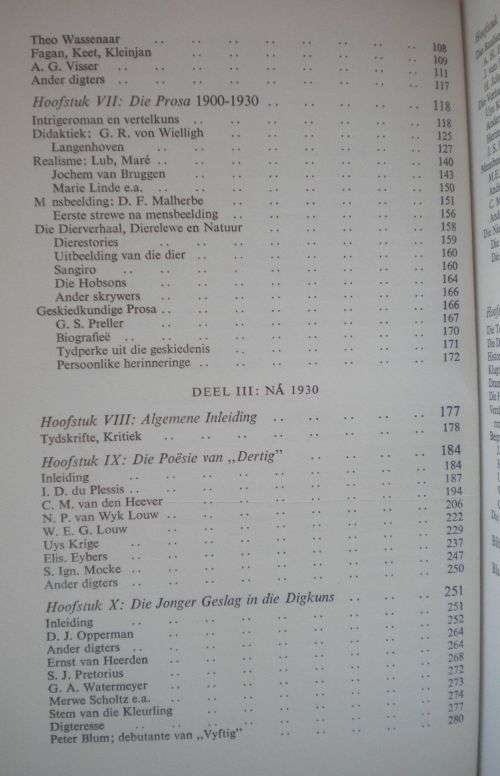 Theo Wassenaar .. .. .. .. .. .. .. 108
Fagan, Keet, Kleinjan .. .. .. .. .. .. 109
A. G. Visser .. .. .. .. .. .. .. 111
Ander digters .. .. .. .. .. .. .. 117
Hoofstuk VII: Die Prosa 1900-1930 .. .. .. .. 118
Intrigeroman en vertelkuns .. .. .. .. .. 118
Didaktiek: G. R. von Wielligh .. .. .. .. .. 125
Langenhoven .. .. .. .. .. .. 127
Realisme: Lub, Maré .. .. .. .. .. .. 140
Jochem van Bruggen .. .. .. .. .. 143
Marie Linde e.a. .. .. .. .. .. .. 150
M nsbeelding: D. F. Malherbe .. .. .. .. .. 151
Eerste strewe na mensbeelding .. .. .. .. 156
Die Dierverhaal, Dierelewe en Natuur .. .. .. .. 158
Dierestories .. .. .. .. .. .. 159
Uitbeelding van die dier .. .. .. .. .. 160
Sangiro .. .. .. .. .. .. 160
Die Hobsons .. .. .. .. .. .. 164
Ander skrywers .. .. .. .. .. .. 166
Geskiedkundige Prosa .. .. .. .. .. .. 166
G. S. Preller .. .. .. .. .. .. 167
Biografieë .. .. .. .. .. .. 170
Tydperke uit die geskiedenis .. .. .. .. 171
Persoonlike herinneringe .. .. .. .. .. 172
DEEL III: NÁ 1930
Hoofstuk VIII: Algemene Inleiding .. .. .. .. 177
Tydskrifte, Kritiek .. .. .. .. .. .. 178
Hoofstuk IX: Die Poësie van „Dertig” .. .. .. .. 184
Inleiding .. .. .. .. .. .. .. 184
I. D. du Plessis .. .. .. .. .. .. .. 187
C. M. van den Heever .. .. .. .. .. .. 194
N. P. van Wyk Louw .. .. .. .. .. .. 206
W. E. G. Louw .. .. .. .. .. .. 222
Uys Krige .. .. .. .. .. .. .. 229
Elis. Eybers .. .. .. .. .. .. .. 237
S. Ign. Mocke .. .. .. .. .. .. .. 247
Ander digters .. .. .. .. .. .. .. 250
Hoofstuk X: Die Jonger Geslag in die Digkuns .. .. .. 251
Inleiding .. .. .. .. .. .. .. 251
D. J. Opperman .. .. .. .. .. .. 252
Ander digters .. .. .. .. .. .. 264
Ernst van Heerden .. .. .. .. .. .. 264
S. J. Pretorius .. .. .. .. .. .. 268
G. A. Watermeyer .. .. .. .. .. .. 272
Merwe Scholtz e.a. .. .. .. .. .. .. 273
Stem van die Kleurling .. .. .. .. .. 274
Digteresse .. .. .. .. .. .. 277
Peter Blum; debutante van „Vyftig” .. .. .. .. 280